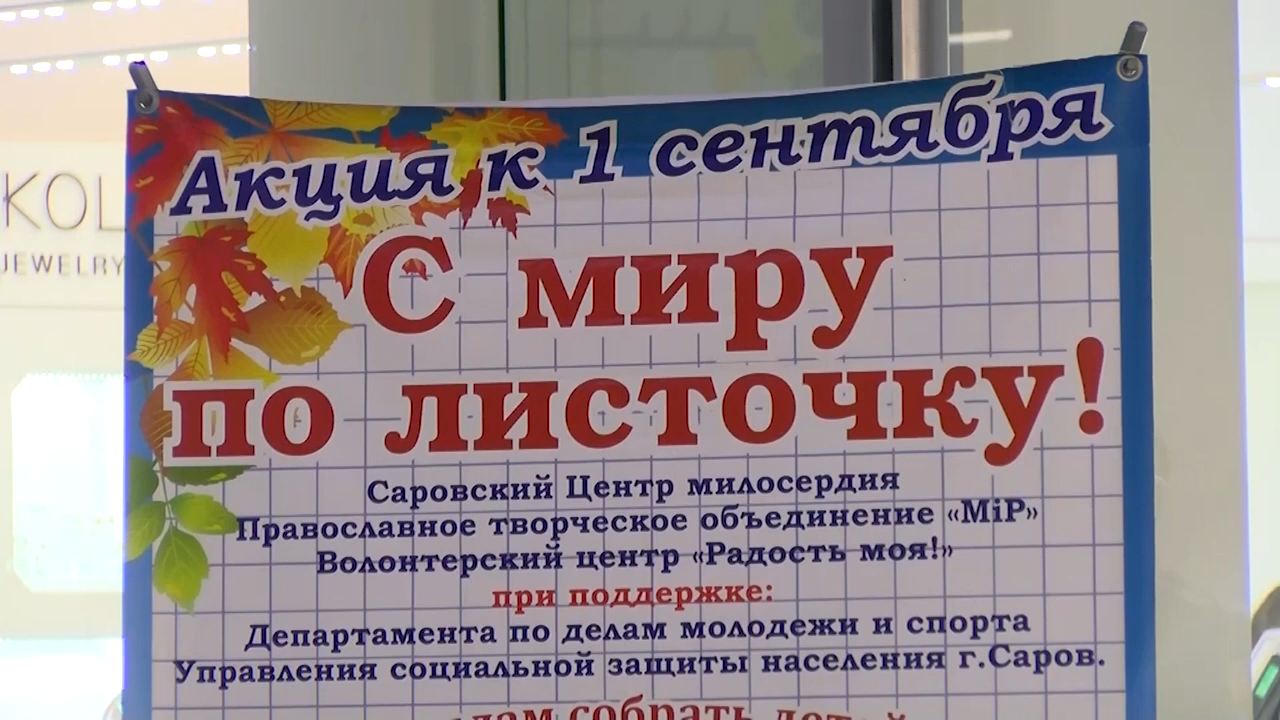 KOL
JEWELRY
Акция к 1 сентября
С миру
по листочку!
Саровский Центр милосердия
Православное творческое объединение «МіР»
Волонтерский центр «Радость моя!»
при поддержке:
Департамента по делам молодежи и спорта
Управления социальной защиты населения г.Саров.
собрать